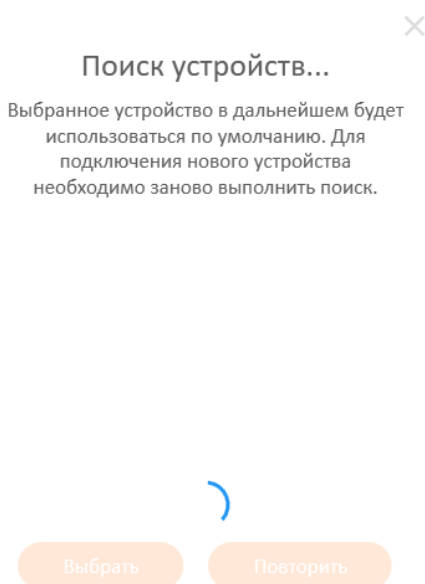 Поиск устройств...
Выбранное устройство в дальнейшем будет
использоваться по умолчанию. Для
подключения нового устройства
необходимо заново выполнить поиск.
Выбрать
Повторить